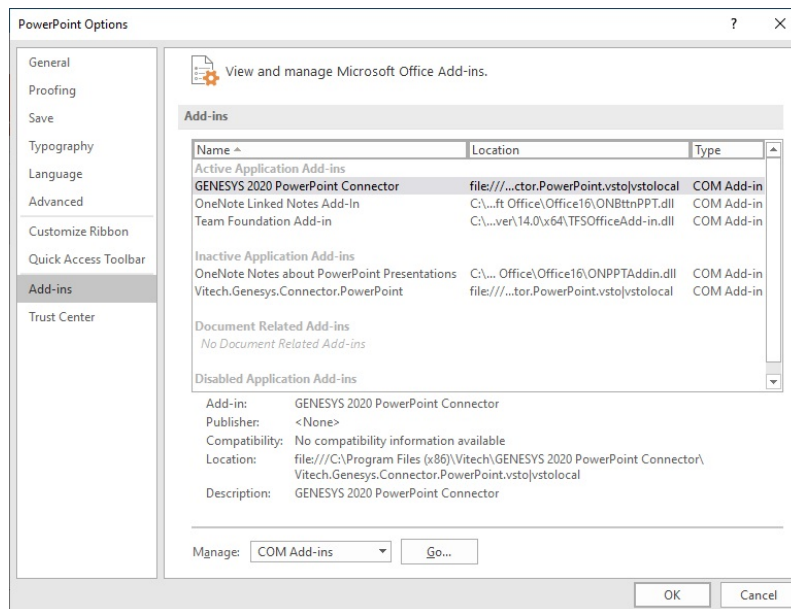 PowerPoint Options
?
General
Proofing
Save
Typography
Language
Advanced
Customize Ribbon
Quick Access Toolbar
Add-ins
Trust Center
View and manage Microsoft Office Add-ins.
Add-ins
Name Location Type
Active Application Add-ins
GENESYS 2020 PowerPoint Connector file:///...ctor.PowerPoint.vsto|vstolocal COM Add-in
OneNote Linked Notes Add-In C:\...ft Office\Office16\ONBttnPPT.dll COM Add-in
Team Foundation Add-in C:\...ver\14.0\x64\TFSOfficeAdd-in.dll COM Add-in
Inactive Application Add-ins
OneNote Notes about PowerPoint Presentations C:\... Office\Office16\ONPPTAddin.dll COM Add-in
Vitech.Genesys.Connector.PowerPoint file:///...tor.PowerPoint.vsto|vstolocal COM Add-in
Document Related Add-ins
No Document Related Add-ins
Disabled Application Add-ins
Add-in: GENESYS 2020 PowerPoint Connector
Publisher: <None>
Compatibility: No compatibility information available
Location: file:///C:\Program Files (x86)\Vitech\GENESYS 2020 PowerPoint Connector\
Vitech.Genesys.Connector.PowerPoint.vsto|vstolocal
Description: GENESYS 2020 PowerPoint Connector
Manage: COM Add-ins Go...
OK Cancel